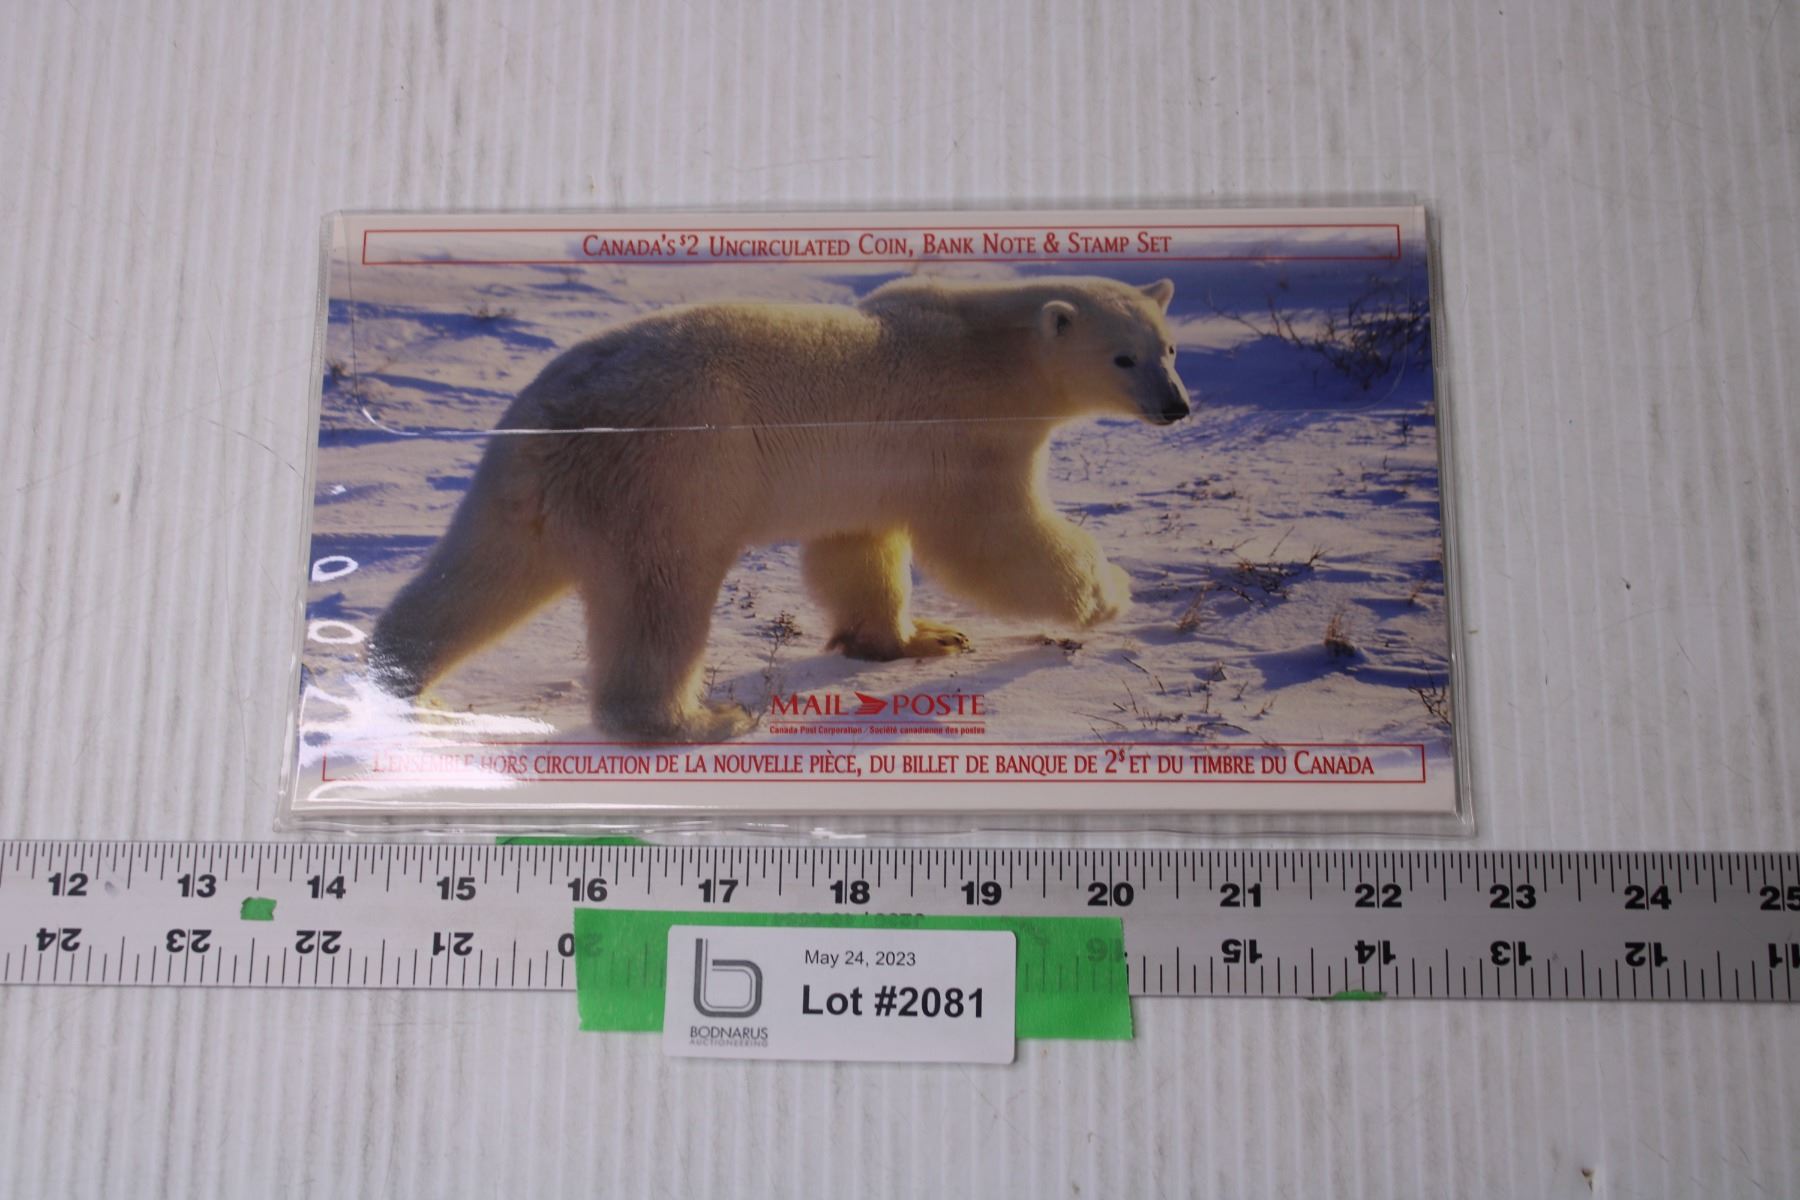 CANADA'S $2 UNCIRCULATED COIN, BANK NOTE & STAMP SET
MAIL POSTE
Canada Post Corporation / Société canadienne des postes
L'ENSEMBLE HORS CIRCULATION DE LA NOUVELLE PIÈCE, DU BILLET DE BANQUE DE 2$ ET DU TIMBRE DU CANADA
12 13 14 15 16 17 18 19 20 21 22 23 24 25
24 23 22 21 20 16 15 14 13 12 11
May 24, 2023
Lot #2081
BODNARUS
AUCTIONEERING